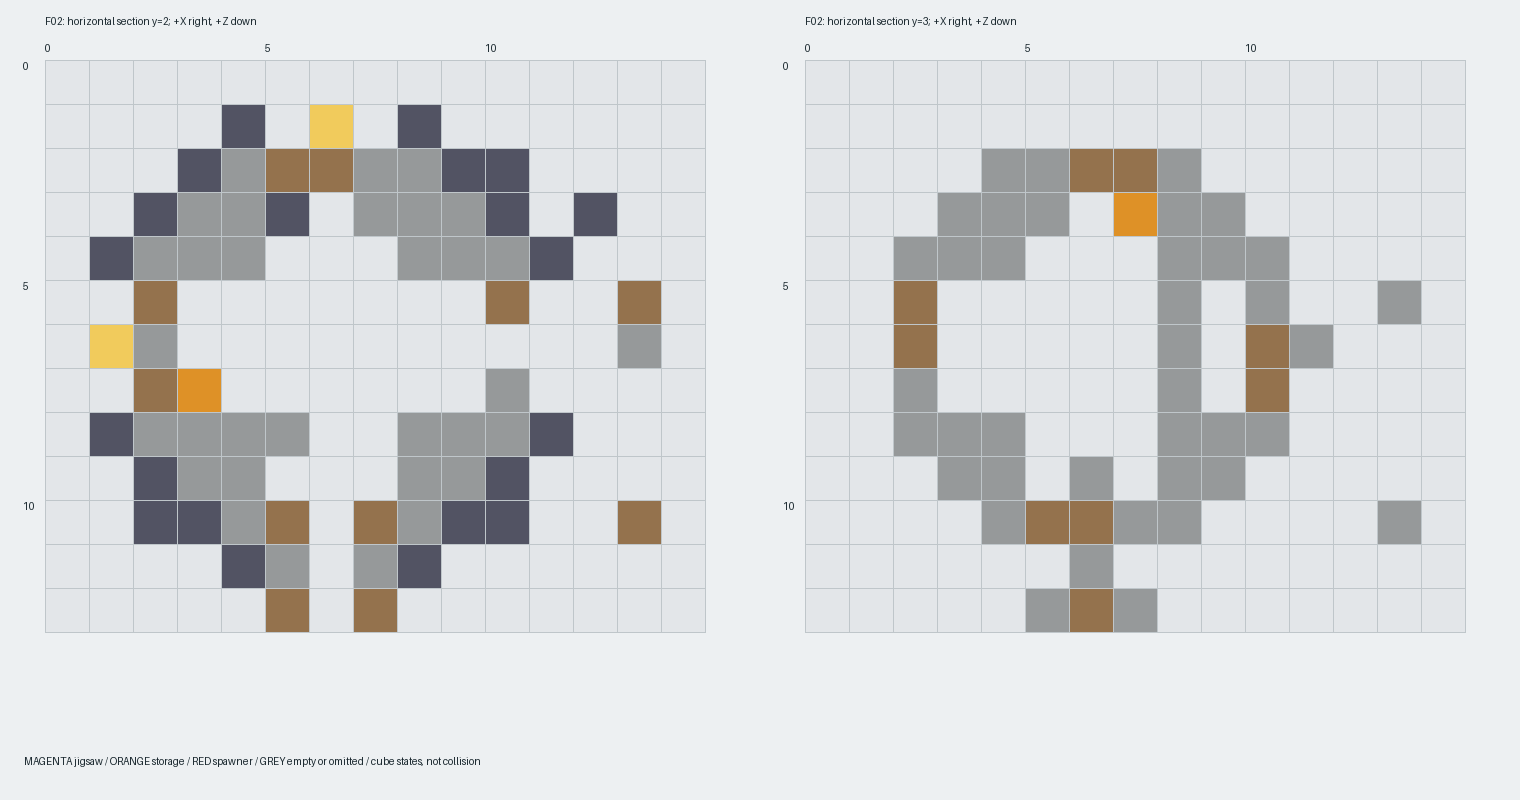 F02: horizontal section y=2; +X right, +Z down
F02: horizontal section y=3; +X right, +Z down
0 5 10
0 5 10
0
0
5
5
10
10
MAGENTA jigsaw / ORANGE storage / RED spawner / GREY empty or omitted / cube states, not collision